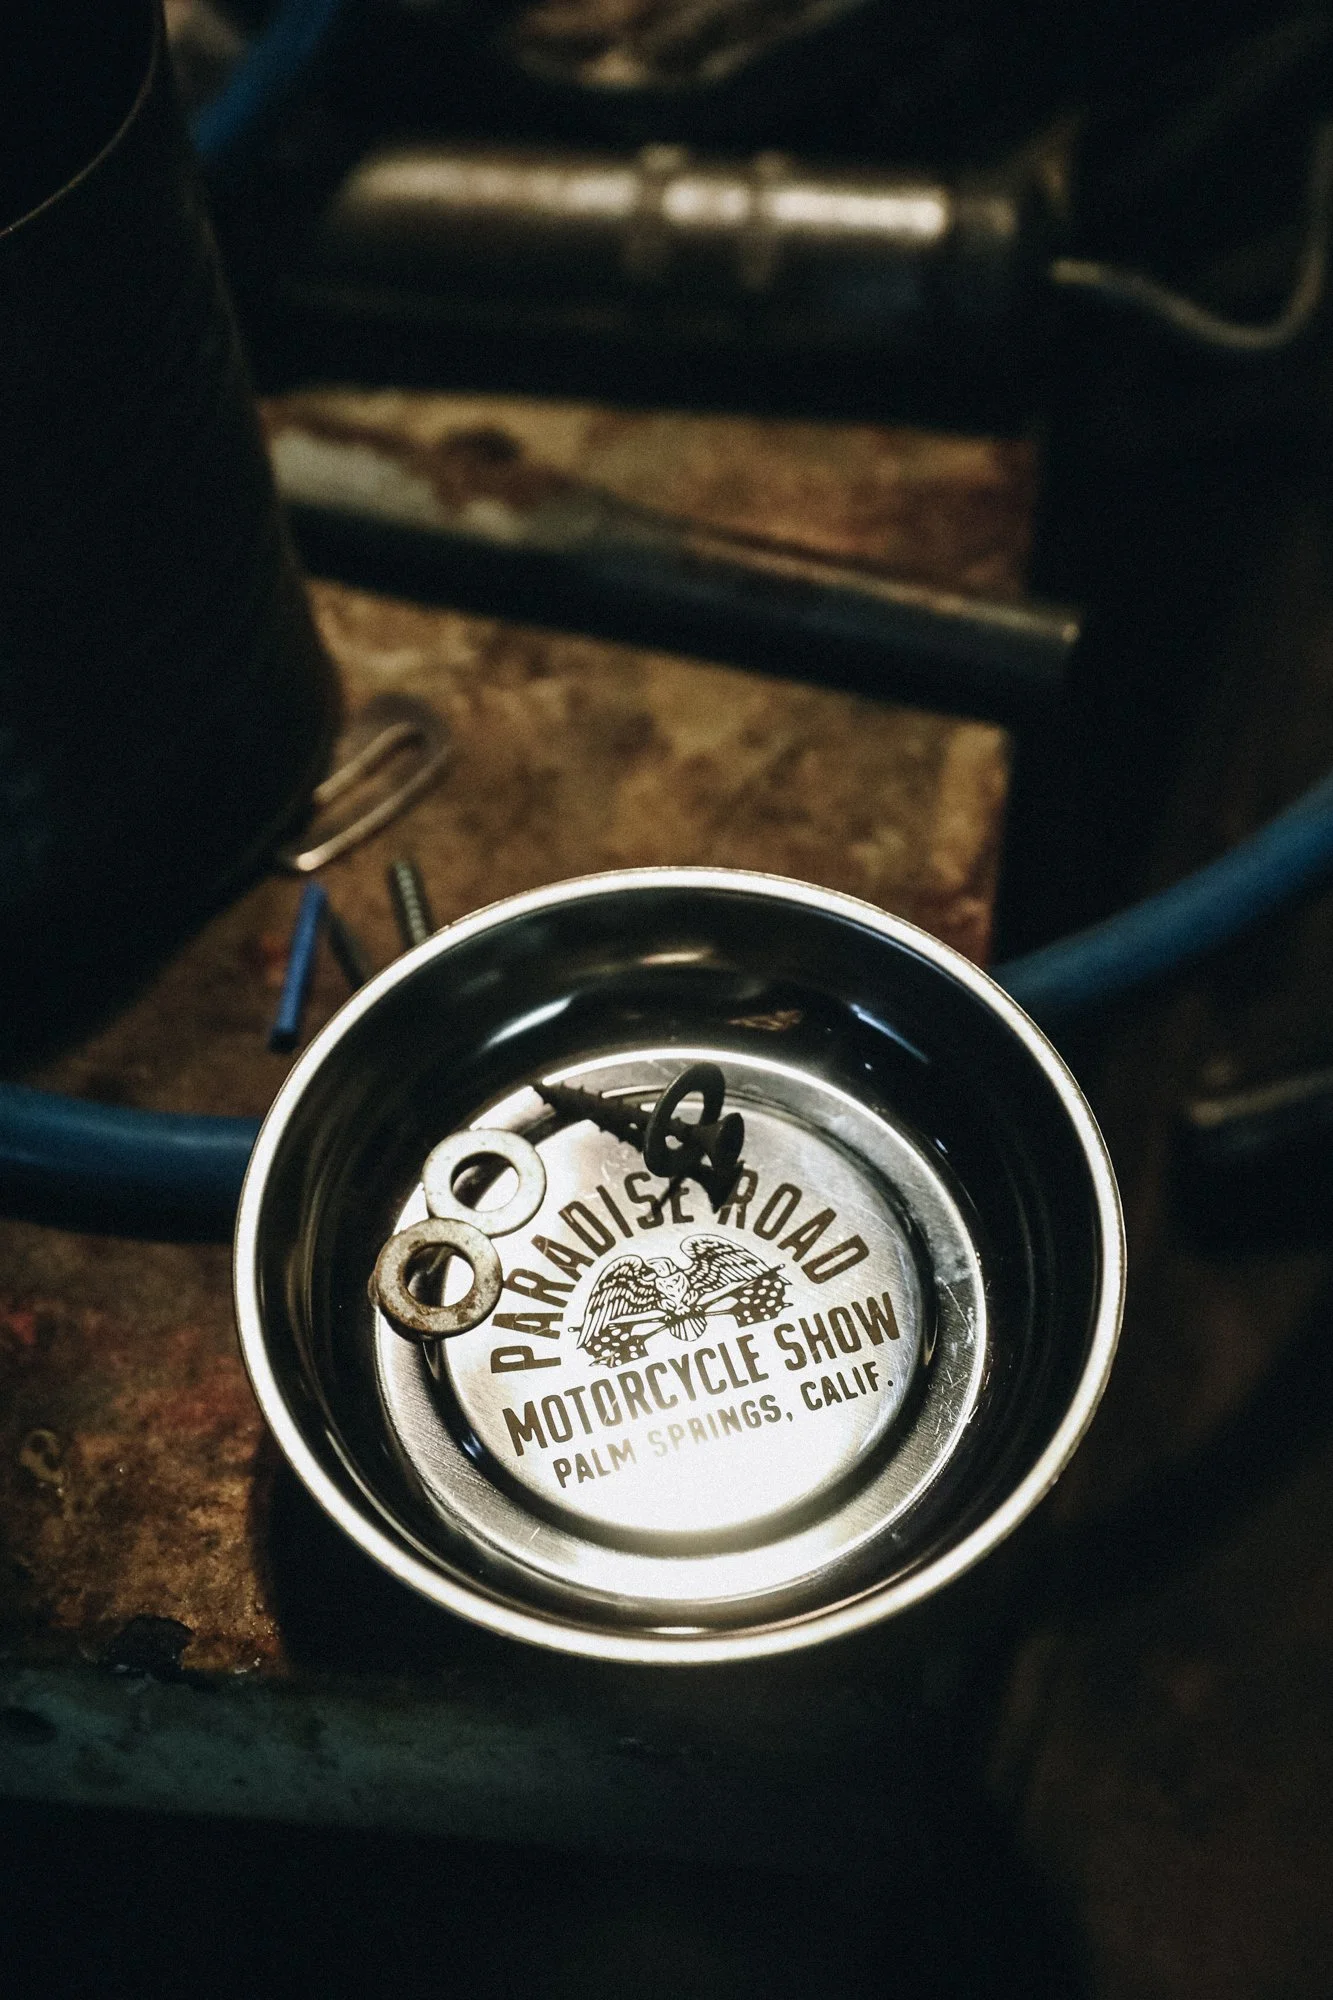 PARADISE ROAD
MOTORCYCLE SHOW
PALM SPRINGS, CALIF.